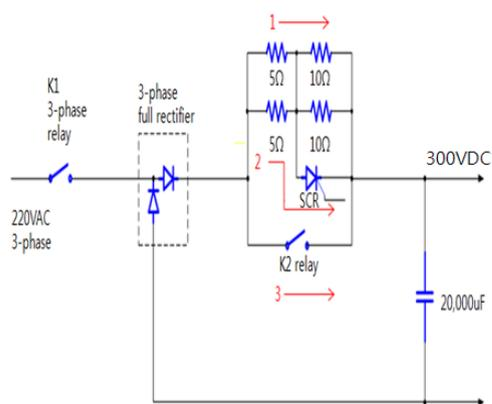 1
5Ω
10Ω
K1
3-phase
relay
3-phase
full rectifier
5Ω
10Ω
2
300VDC
SCR
220VAC
3-phase
K2 relay
3
20,000uF